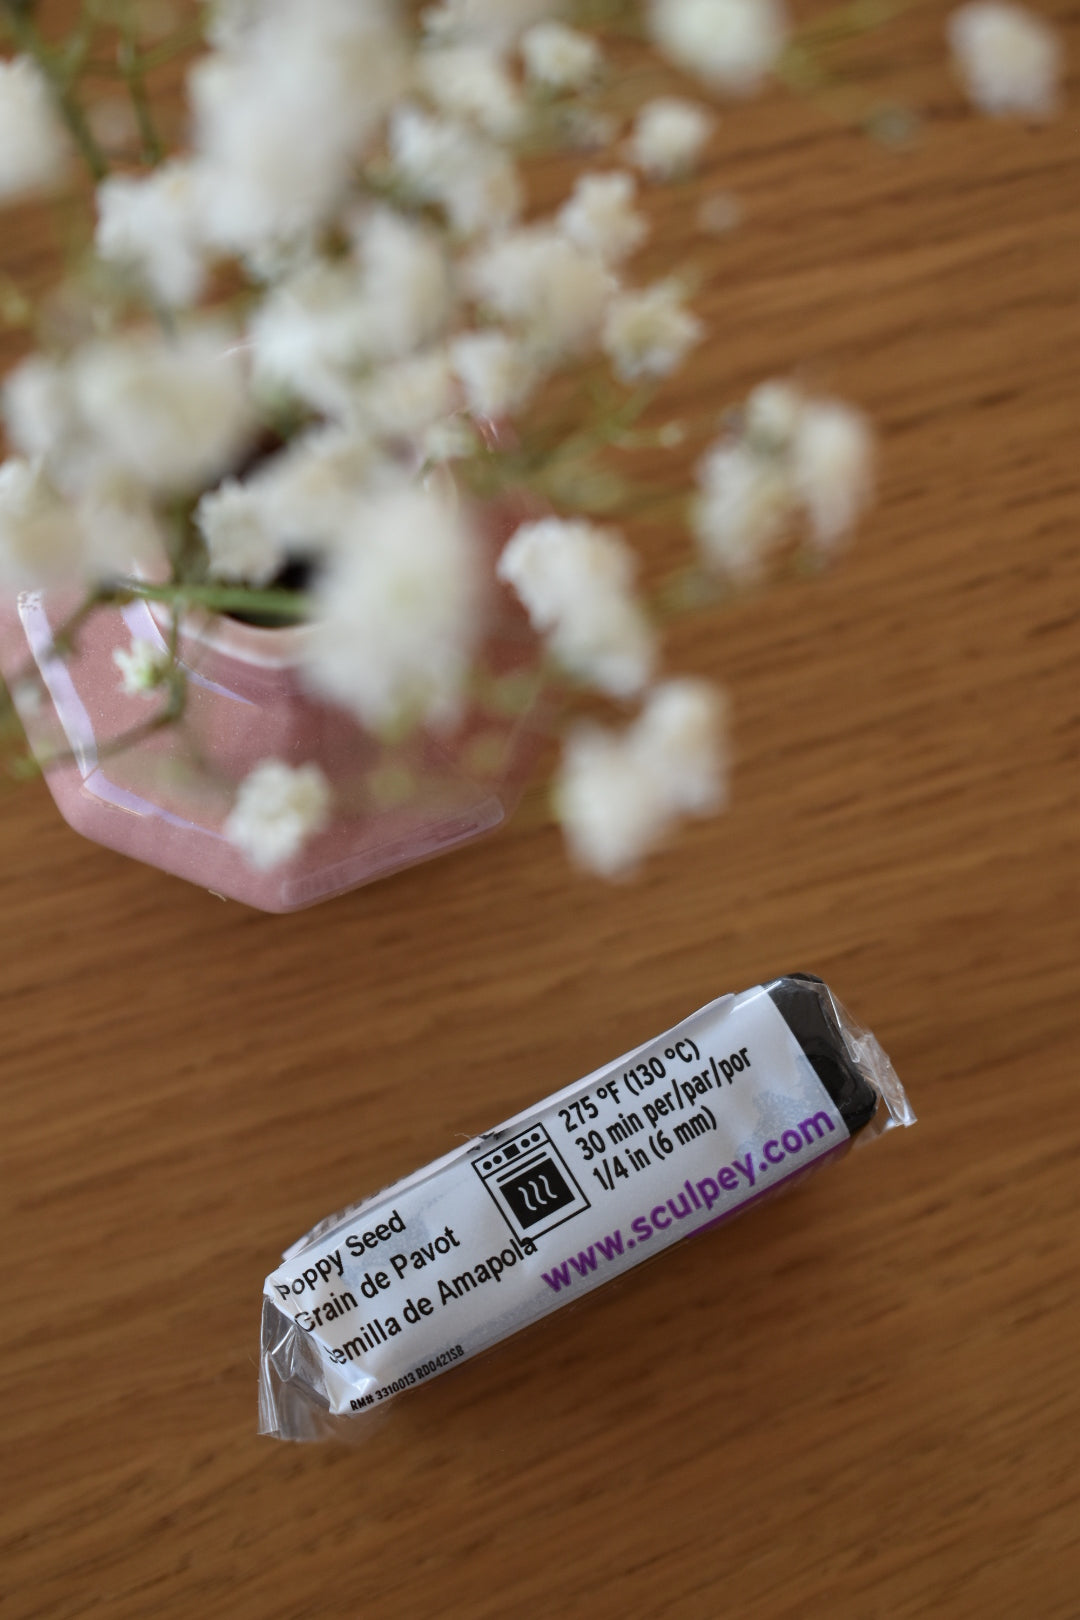 Poppy Seed
Grain de Pavot
Semilla de Amapola
RM# 3310013 RD0421SB
275 °F (130 °C)
30 min per/par/por
1/4 in (6 mm)
www.sculpey.com